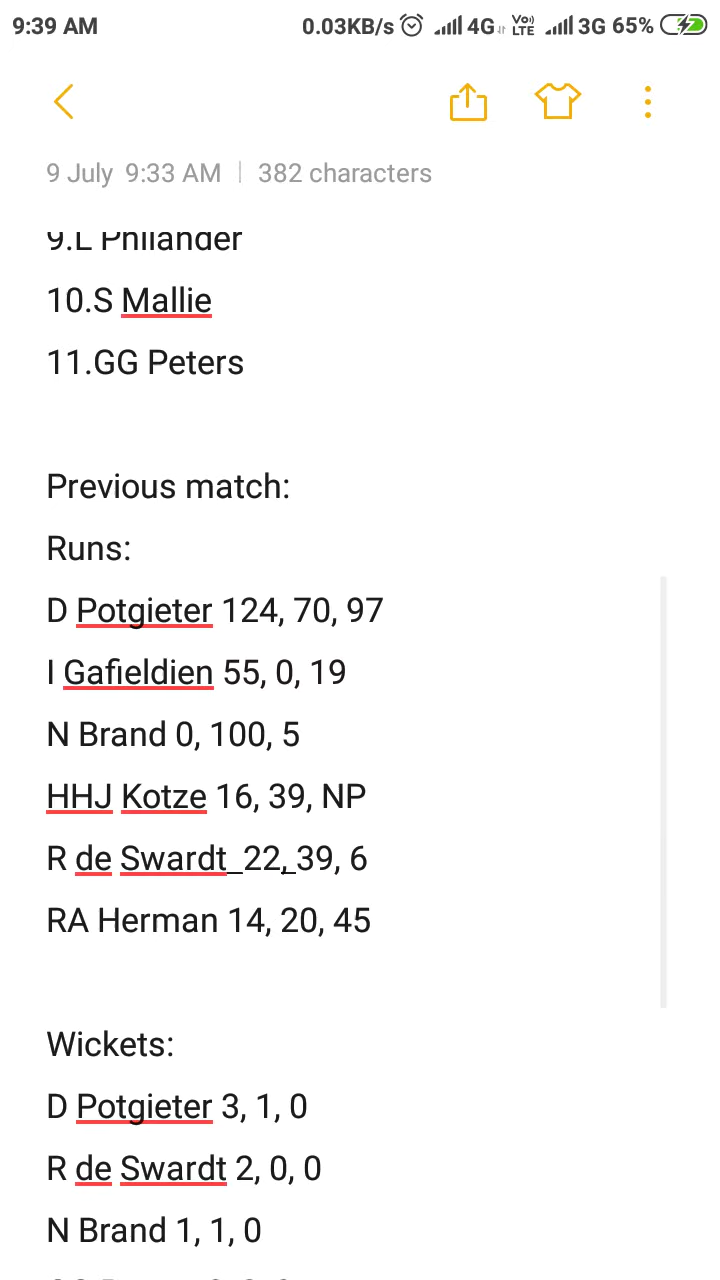 9:39 AM 0.03KB/s 4G VoLTE 3G 65%
9 July 9:33 AM | 382 characters
9.L Philander
10.S Mallie
11.GG Peters
Previous match:
Runs:
D Potgieter 124, 70, 97
I Gafieldien 55, 0, 19
N Brand 0, 100, 5
HHJ Kotze 16, 39, NP
R de Swardt_22,_39, 6
RA Herman 14, 20, 45
Wickets:
D Potgieter 3, 1, 0
R de Swardt 2, 0, 0
N Brand 1, 1, 0